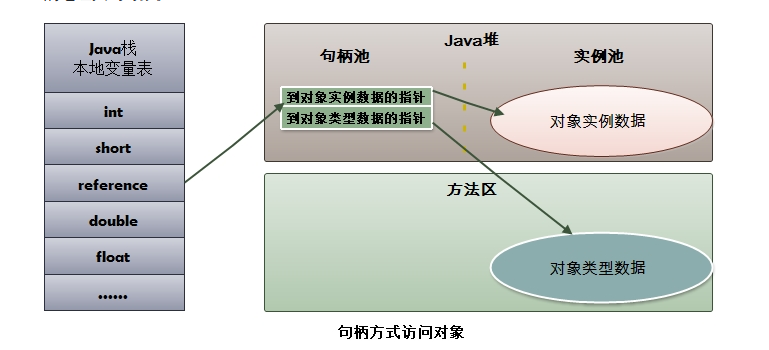 Java栈
本地变量表
int
short
reference
double
float
......
Java堆
句柄池
实例池
到对象实例数据的指针
到对象类型数据的指针
对象实例数据
方法区
对象类型数据
句柄方式访问对象